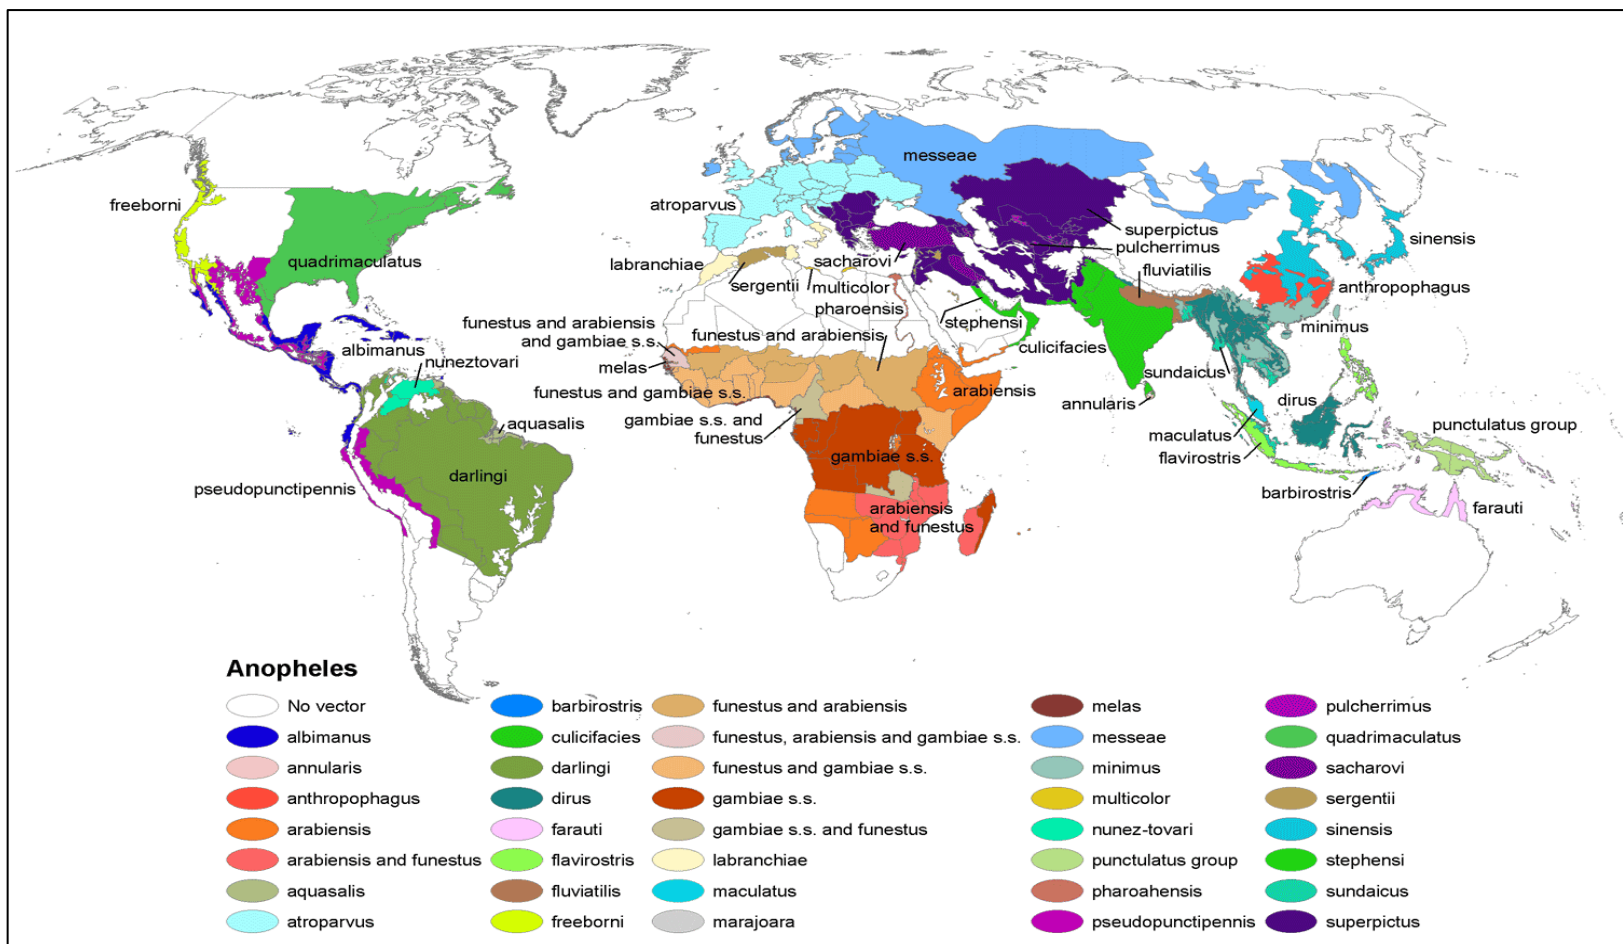 messeae
freeborni
atroparvus
superpictus
pulcherrimus
sinensis
quadrimaculatus
labranchiae
sacharovi
fluviatilis
sergentii
multicolor
anthropophagus
pharoensis
stephensi
funestus and arabiensis
and gambiae s.s.
funestus and arabiensis
minimus
albimanus
nuneztovari
melas
culicifacies
sundaicus
funestus and gambiae s.s.
arabiensis
annularis
dirus
aquasalis
gambiae s.s. and
funestus
punctulatus group
maculatus
flavirostris
gambiae s.s.
darlingi
pseudopunctipennis
barbirostris
farauti
arabiensis
and funestus
Anopheles
No vector
albimanus
annularis
anthropophagus
arabiensis
arabiensis and funestus
aquasalis
atroparvus
barbirostris
culicifacies
darlingi
dirus
farauti
flavirostris
fluviatilis
freeborni
funestus and arabiensis
funestus, arabiensis and gambiae s.s.
funestus and gambiae s.s.
gambiae s.s.
gambiae s.s. and funestus
labranchiae
maculatus
marajoara
melas
messeae
minimus
multicolor
nunez-tovari
punctulatus group
pharoahensis
pseudopunctipennis
pulcherrimus
quadrimaculatus
sacharovi
sergentii
sinensis
stephensi
sundaicus
superpictus